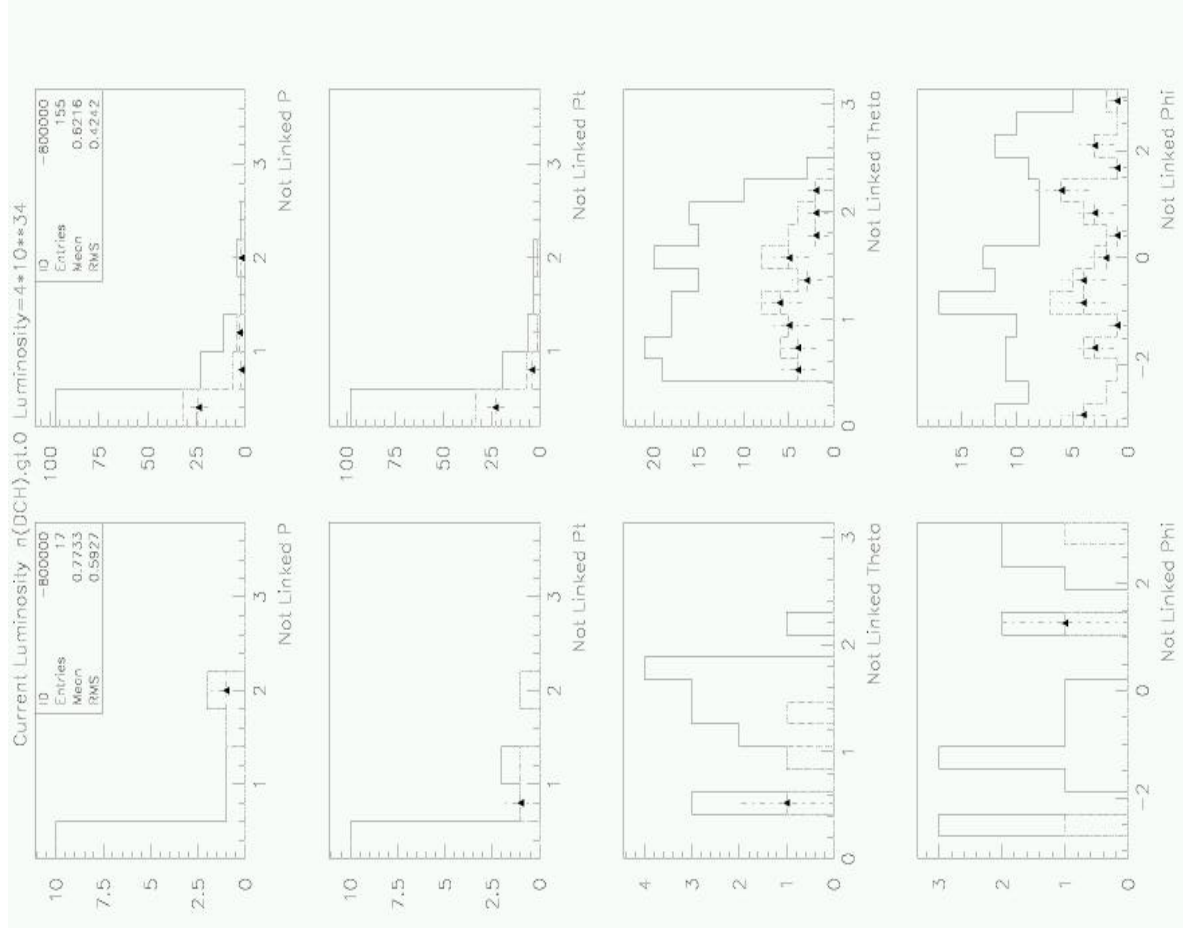 Current Luminosity n(DCH).gt.0 Luminosity=4*10**34
ID -800000
Entries 17
Mean 0.7733
RMS 0.5927
10
7.5
5
2.5
0
1 2 3
Not Linked P
ID -800000
Entries 155
Mean 0.6216
RMS 0.4242
100
75
50
25
0
1 2 3
Not Linked P
10
7.5
5
2.5
0
1 2 3
Not Linked Pt
100
75
50
25
0
1 2 3
Not Linked Pt
4
3
2
1
0
0 1 2 3
Not Linked Theta
20
15
10
5
0
0 1 2 3
Not Linked Theta
3
2
1
0
-2 0 2
Not Linked Phi
15
10
5
0
-2 0 2
Not Linked Phi